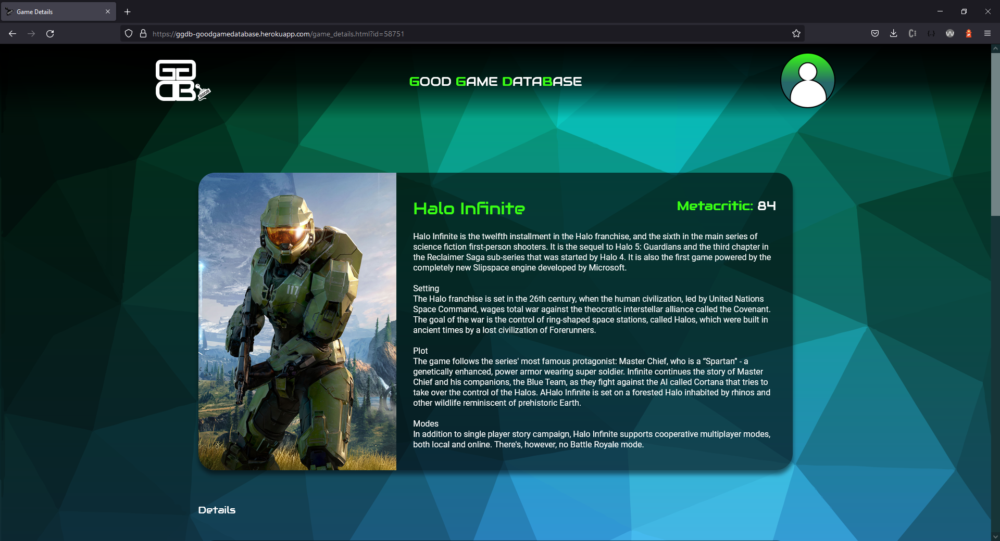 Game Details
https://ggdb-goodgamedatabase.herokuapp.com/game_details.html?id=58751
GGDB
GGDB
GOOD GAME DATABASE
117
Halo Infinite
Metacritic: 84
Halo Infinite is the twelfth installment in the Halo franchise, and the sixth in the main series of
science fiction first-person shooters. It is the sequel to Halo 5: Guardians and the third chapter in
the Reclaimer Saga sub-series that was started by Halo 4. It is also the first game powered by the
completely new Slipspace engine developed by Microsoft.
Setting
The Halo franchise is set in the 26th century, when the human civilization, led by United Nations
Space Command, wages total war against the theocratic interstellar alliance called the Covenant.
The goal of the war is the control of ring-shaped space stations, called Halos, which were built in
ancient times by a lost civilization of Forerunners.
Plot
The game follows the series' most famous protagonist: Master Chief, who is a “Spartan” - a
genetically enhanced, power armor wearing super soldier. Infinite continues the story of Master
Chief and his companions, the Blue Team, as they fight against the AI called Cortana that tries to
take over the control of the Halos. AHalo Infinite is set on a forested Halo inhabited by rhinos and
other wildlife reminiscent of prehistoric Earth.
Modes
In addition to single player story campaign, Halo Infinite supports cooperative multiplayer modes,
both local and online. There's, however, no Battle Royale mode.
Details